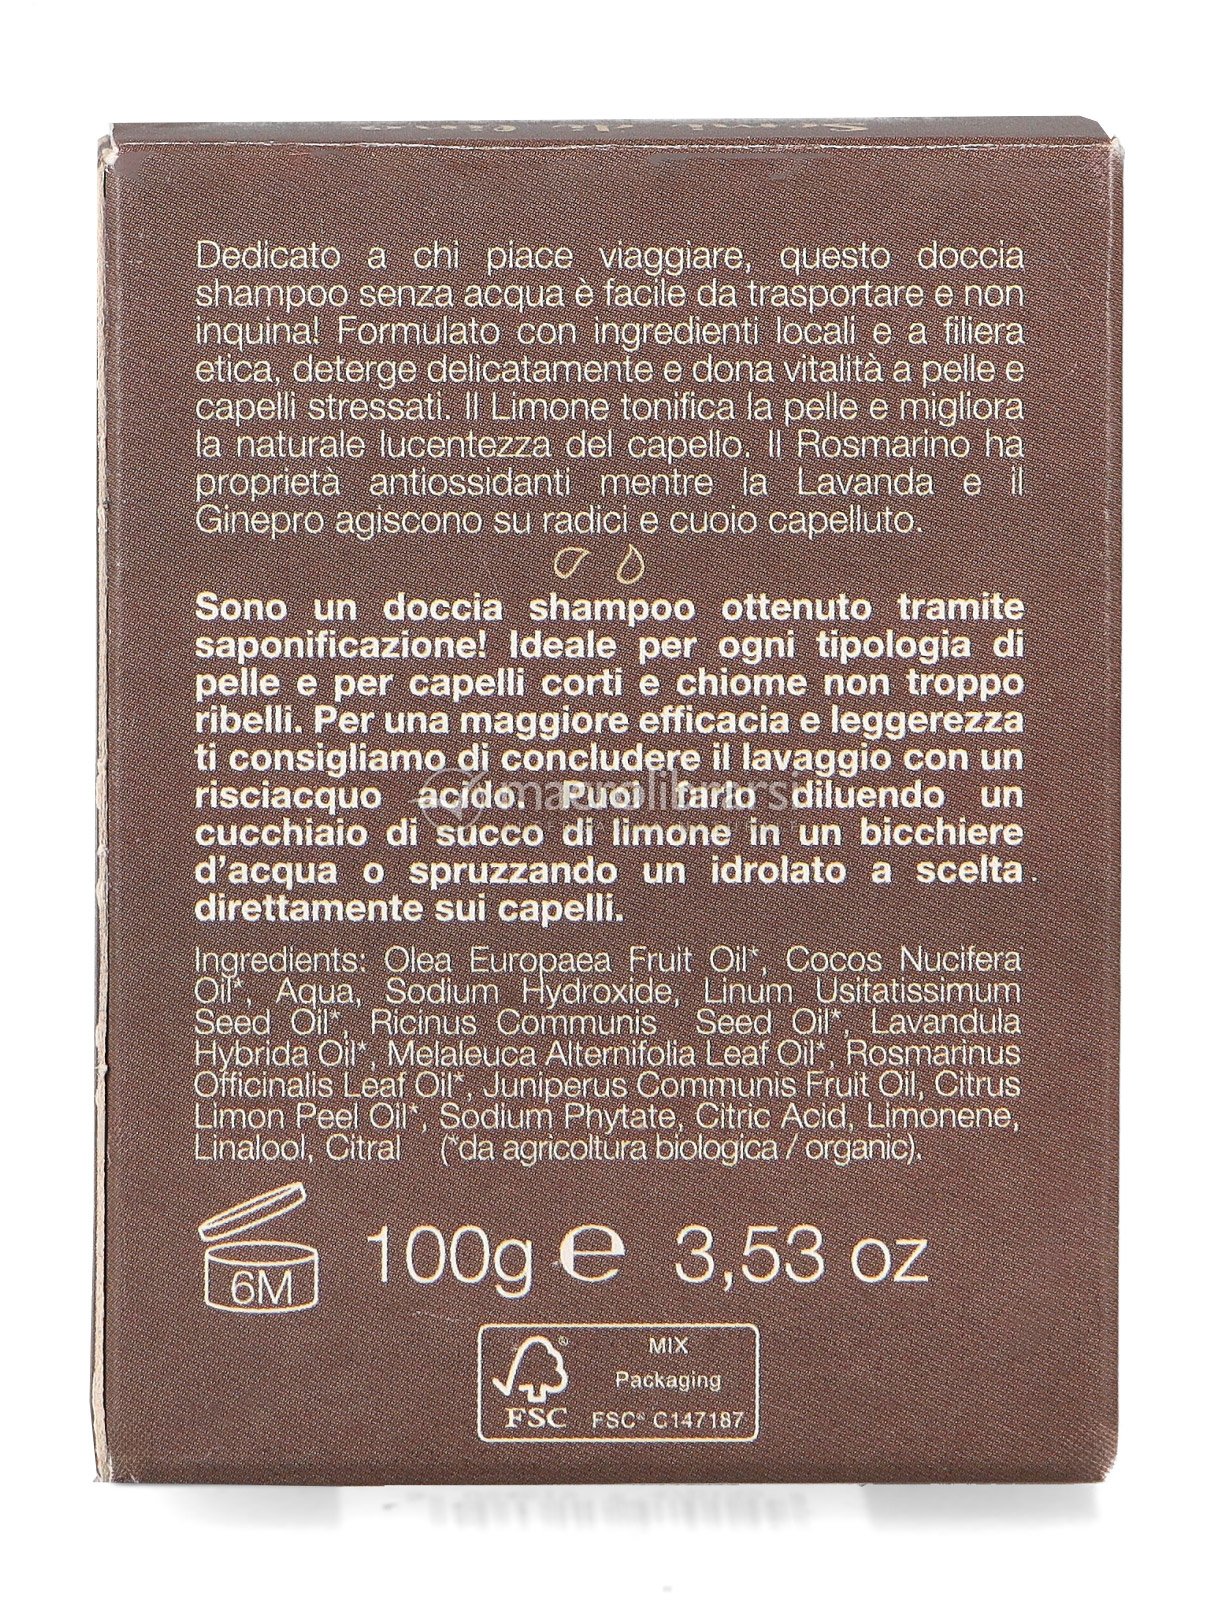 Dedicato a chi piace viaggiare, questo doccia
shampoo senza acqua è facile da trasportare e non
inquina! Formulato con ingredienti locali e a filiera
etica, deterge delicatamente e dona vitalità a pelle e
capelli stressati. Il Limone tonifica la pelle e migliora
la naturale lucentezza del capello. Il Rosmarino ha
proprietà antiossidanti mentre la Lavanda e il
Ginepro agiscono su radici e cuoio capelluto.
Sono un doccia shampoo ottenuto tramite
saponificazione! Ideale per ogni tipologia di
pelle e per capelli corti e chiome non troppo
ribelli. Per una maggiore efficacia e leggerezza
ti consigliamo di concludere il lavaggio con un
risciacquo acido. Puoi farlo diluendo un
cucchiaio di succo di limone in un bicchiere
d'acqua o spruzzando un idrolato a scelta
direttamente sui capelli.
Ingredients: Olea Europaea Fruit Oil*, Cocos Nucifera
Oil*, Aqua, Sodium Hydroxide, Linum Usitatissimum
Seed Oil*, Ricinus Communis Seed Oil*, Lavandula
Hybrida Oil*, Melaleuca Alternifolia Leaf Oil*, Rosmarinus
Officinalis Leaf Oil*, Juniperus Communis Fruit Oil, Citrus
Limon Peel Oil*, Sodium Phytate, Citric Acid, Limonene,
Linalool, Citral (*da agricoltura biologica / organic).
6M 100g e 3,53 oz
MIX
Packaging
FSC® FSC® C147187